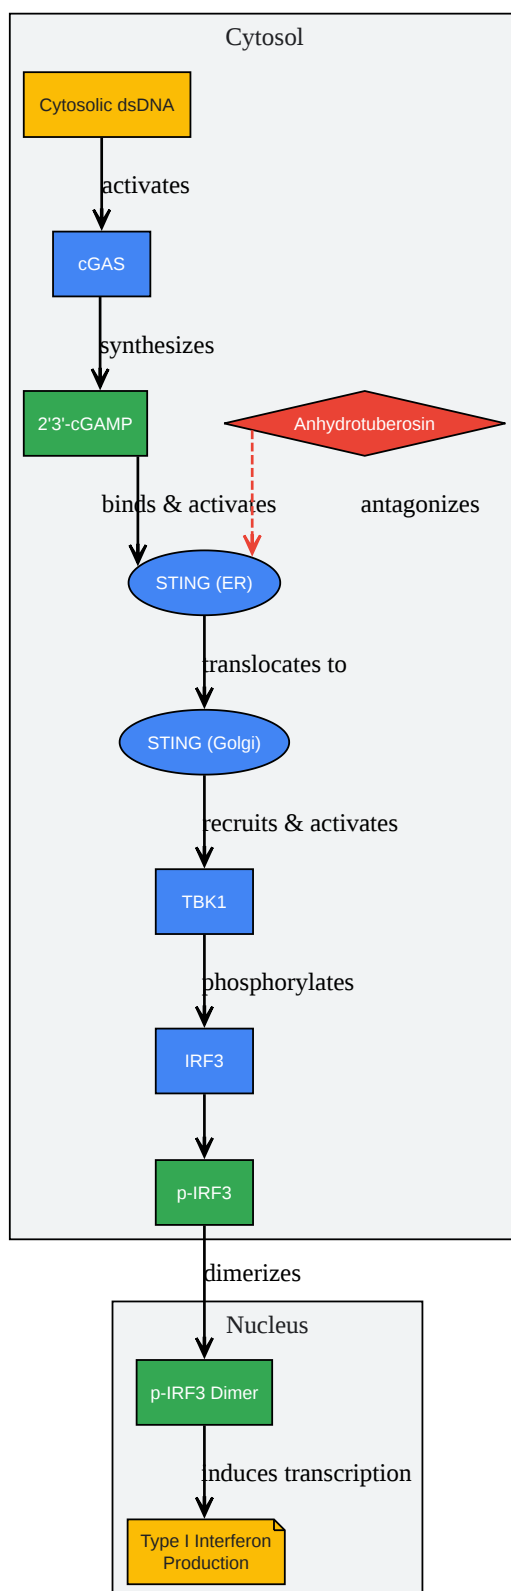 Cytosol
Cytosolic dsDNA
activates
cGAS
synthesizes
2'3'-cGAMP
Anhydrotuberosin
binds & activates
antagonizes
STING (ER)
translocates to
STING (Golgi)
recruits & activates
TBK1
phosphorylates
IRF3
p-IRF3
dimerizes
Nucleus
p-IRF3 Dimer
induces transcription
Type I Interferon
Production